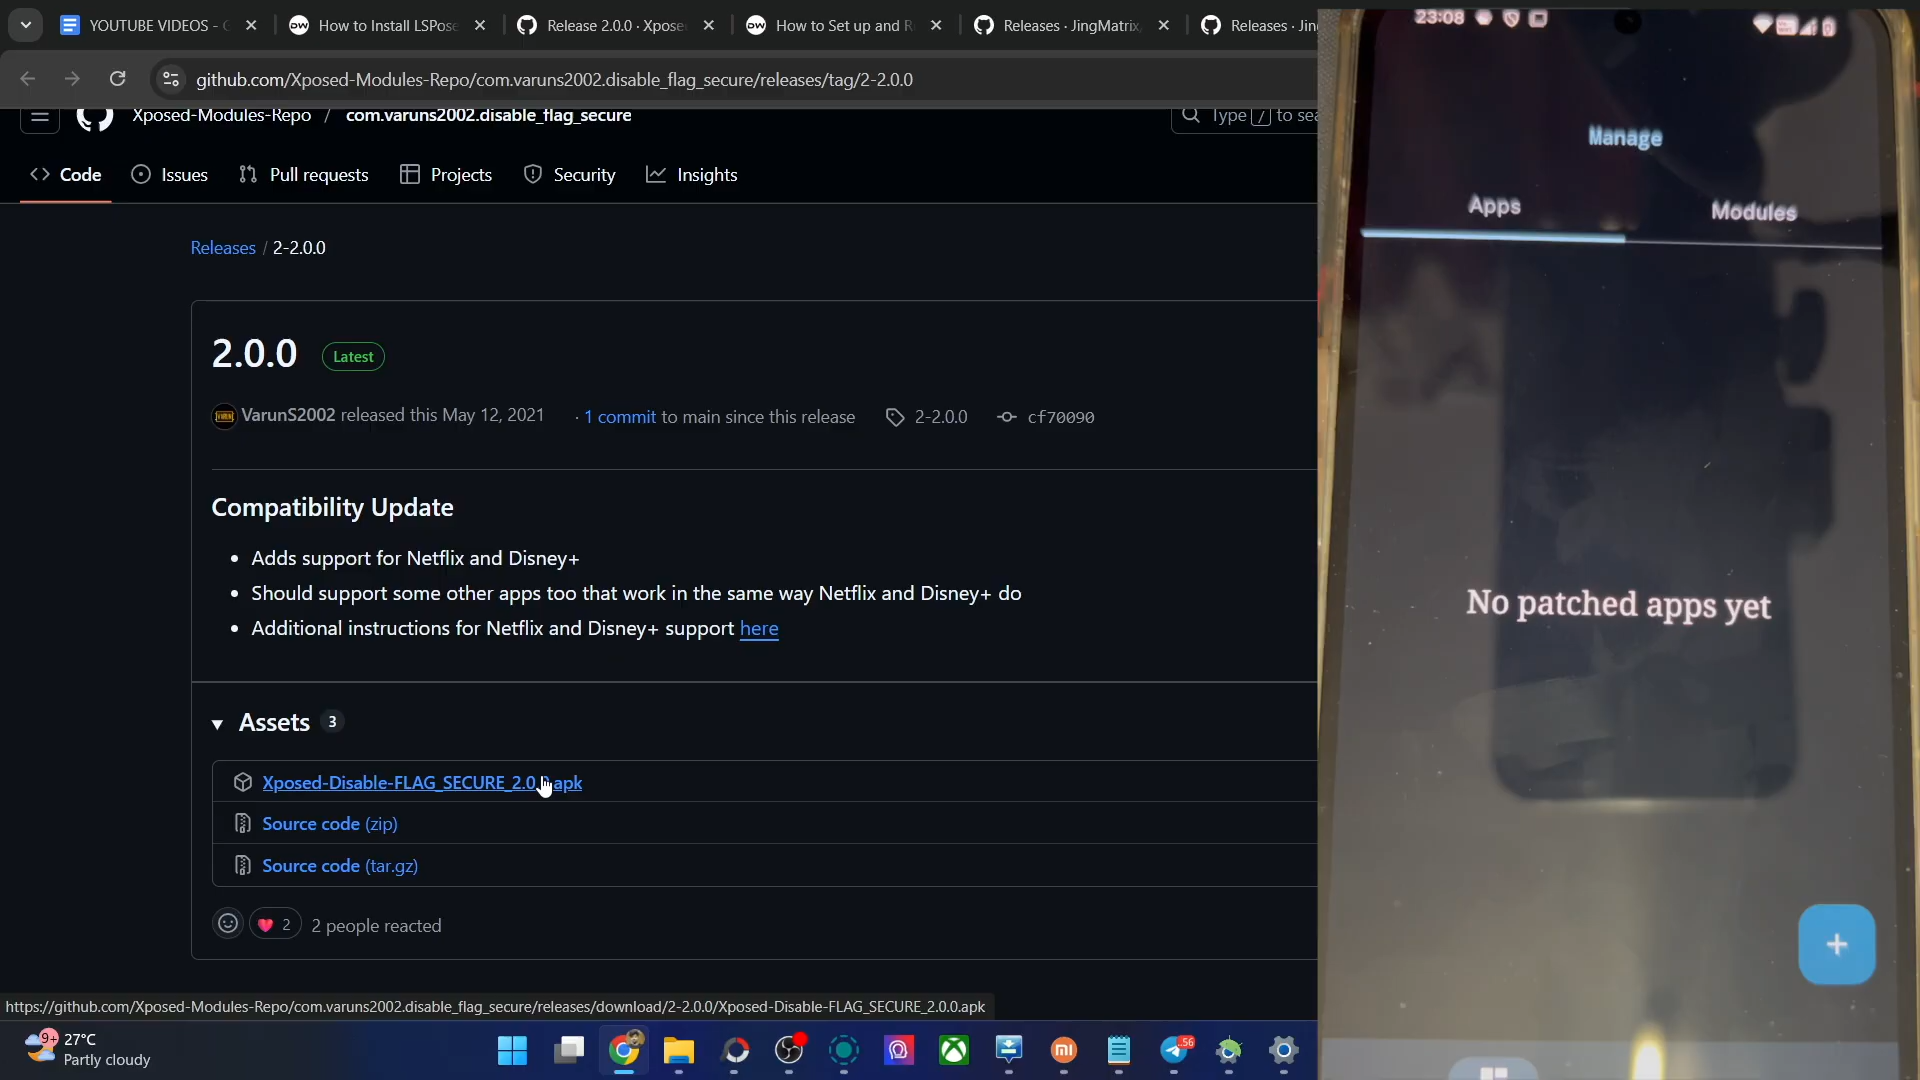 YOUTUBE VIDEOS -
How to Install LSPose
Release 2.0.0 · Xpose
How to Set up and R
Releases · JingMatrix
Releases · Jin
github.com/Xposed-Modules-Repo/com.varuns2002.disable_flag_secure/releases/tag/2-2.0.0
Xposed-Modules-Repo / com.varuns2002.disable_flag_secure
Type / to sea
Code
Issues
Pull requests
Projects
Security
Insights
Releases / 2-2.0.0
2.0.0 Latest
VarunS2002 released this May 12, 2021 · 1 commit to main since this release 2-2.0.0 cf70090
Compatibility Update
• Adds support for Netflix and Disney+
• Should support some other apps too that work in the same way Netflix and Disney+ do
• Additional instructions for Netflix and Disney+ support here
Assets 3
Xposed-Disable-FLAG_SECURE_2.0. apk
Source code (zip)
Source code (tar.gz)
2 2 people reacted
https://github.com/Xposed-Modules-Repo/com.varuns2002.disable_flag_secure/releases/download/2-2.0.0/Xposed-Disable-FLAG_SECURE_2.0.0.apk
9+
27°C
Partly cloudy
mi
56
23:08
Manage
Apps
Modules
No patched apps yet
+